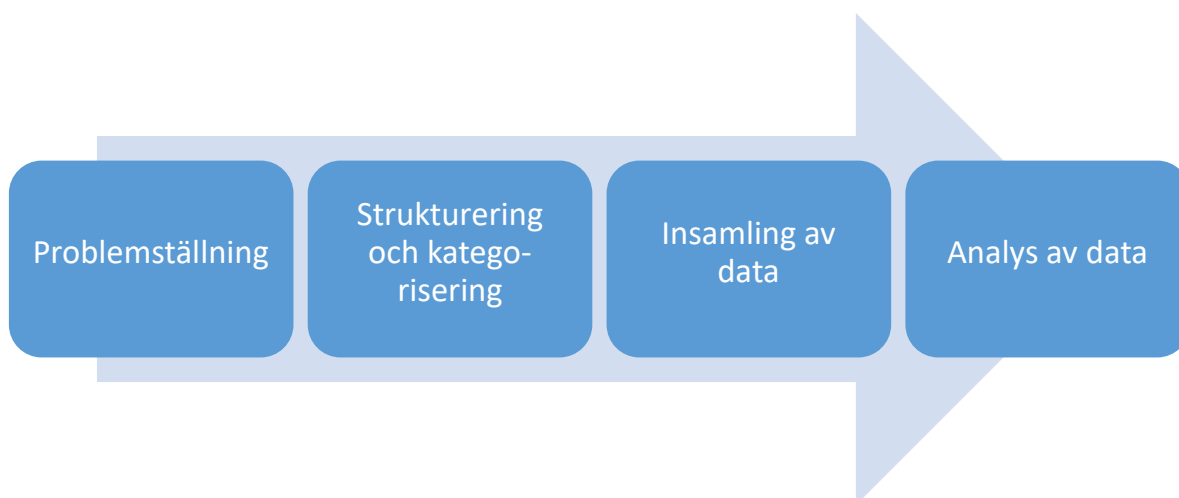 Problemställning
Strukturering
och katego-
risering
Insamling av
data
Analys av data